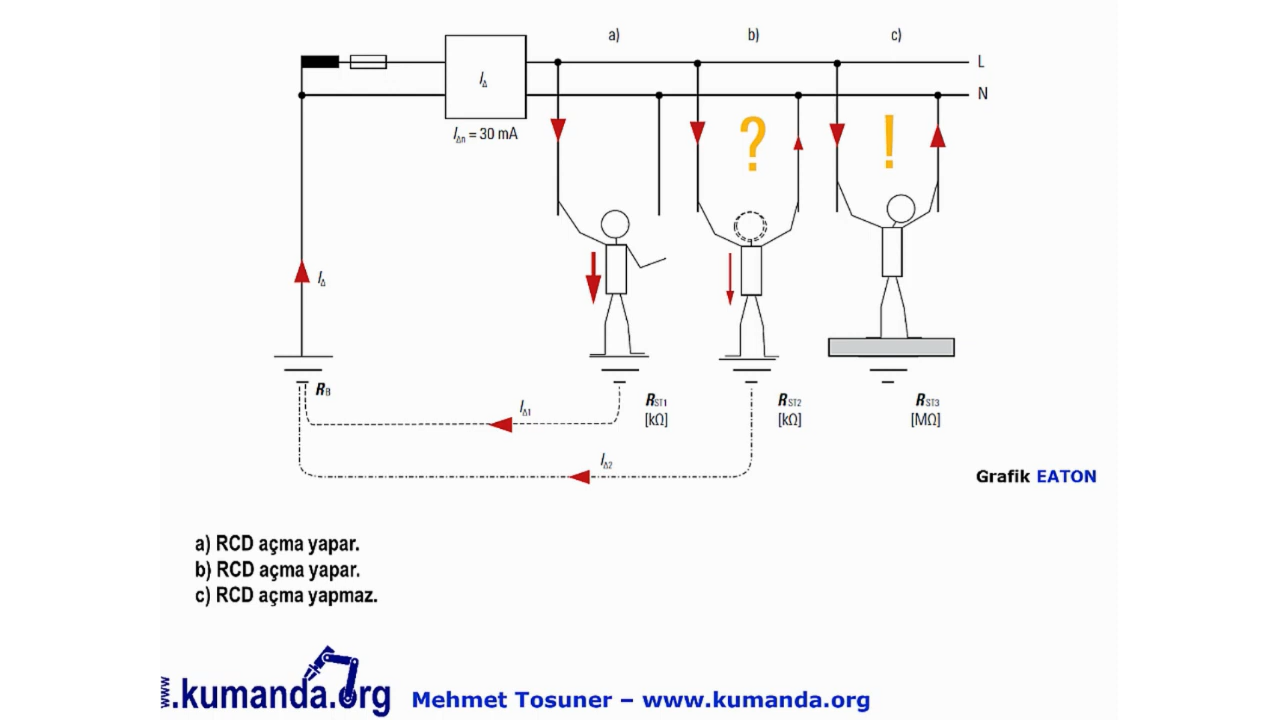 a) b) c)
L
N
IΔ
IΔn = 30 mA
?
!
IΔ
RB
RST1
[kΩ]
RST2
[kΩ]
RST3
[MΩ]
IΔ1
IΔ2
Grafik EATON
a) RCD açma yapar.
b) RCD açma yapar.
c) RCD açma yapmaz.
www.kumanda.org
Mehmet Tosuner – www.kumanda.org